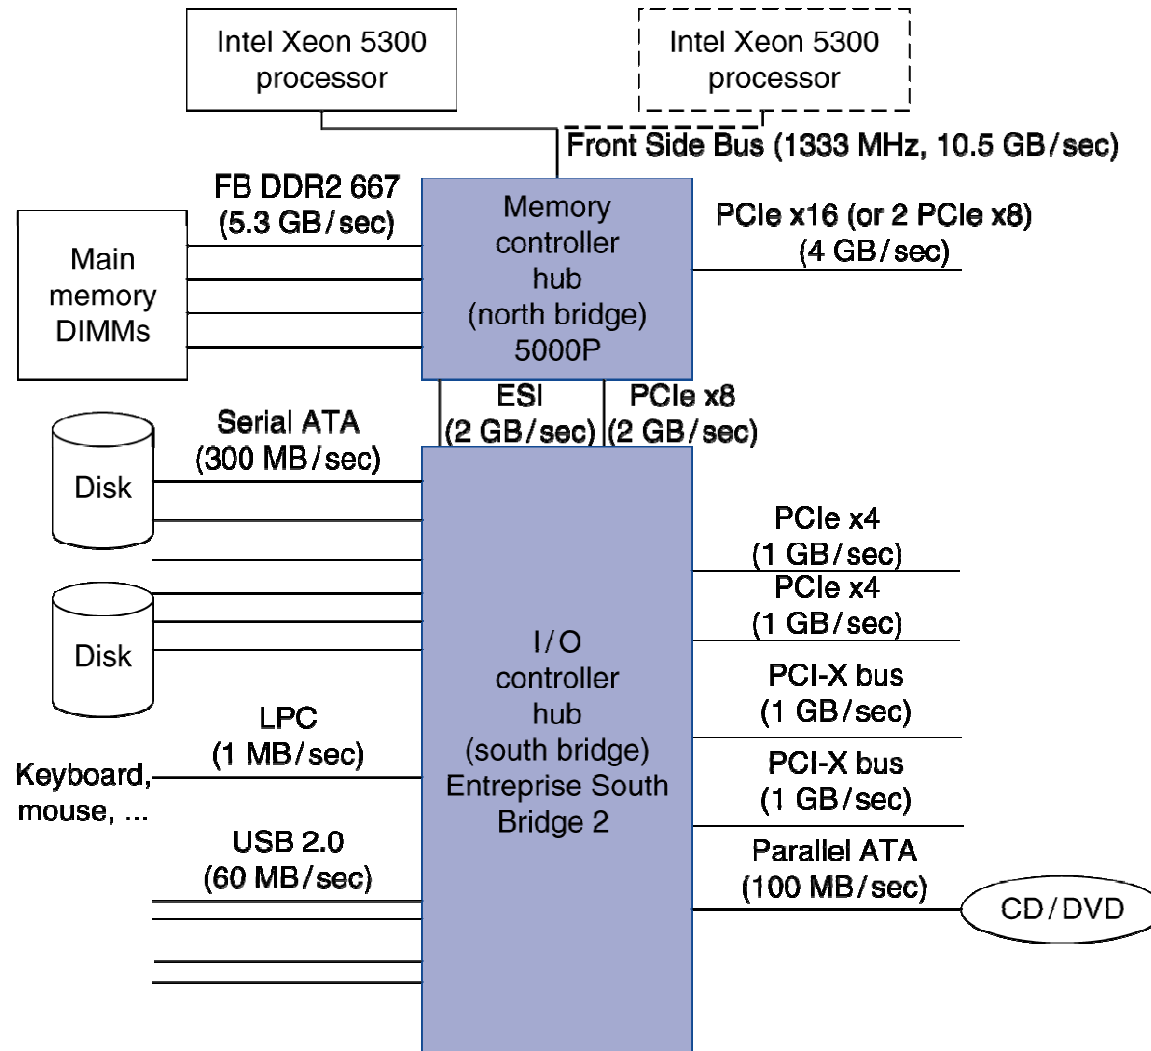 Intel Xeon 5300
processor
Intel Xeon 5300
processor
Front Side Bus (1333 MHz, 10.5 GB/sec)
FB DDR2 667
(5.3 GB/sec)
Main
memory
DIMMs
Memory
controller
hub
(north bridge)
5000P
PCIe x16 (or 2 PCIe x8)
(4 GB/sec)
ESI
(2 GB/sec)
PCIe x8
(2 GB/sec)
Serial ATA
(300 MB/sec)
Disk
Disk
LPC
(1 MB/sec)
Keyboard,
mouse, ...
USB 2.0
(60 MB/sec)
I/O
controller
hub
(south bridge)
Entreprise South
Bridge 2
PCIe x4
(1 GB/sec)
PCIe x4
(1 GB/sec)
PCI-X bus
(1 GB/sec)
PCI-X bus
(1 GB/sec)
Parallel ATA
(100 MB/sec)
CD/DVD